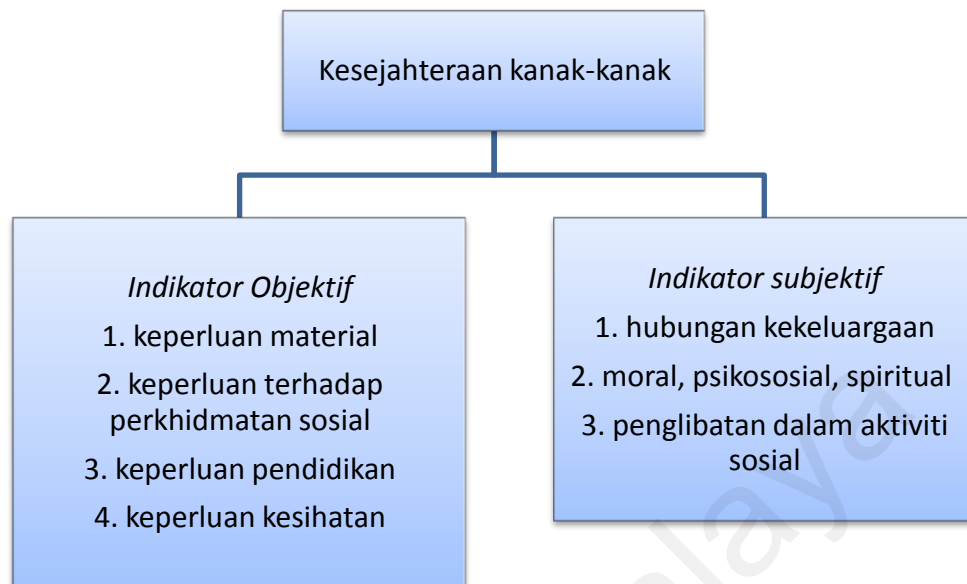 Kesejahteraan kanak-kanak
Indikator Objektif
1. keperluan material
2. keperluan terhadap
perkhidmatan sosial
3. keperluan pendidikan
4. keperluan kesihatan
Indikator subjektif
1. hubungan kekeluargaan
2. moral, psikososial, spiritual
3. penglibatan dalam aktiviti
sosial